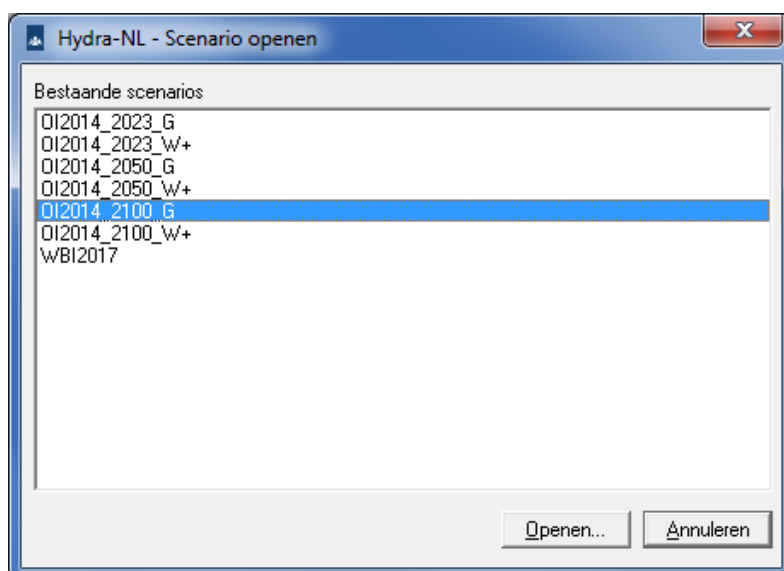 Hydra-NL - Scenario openen
Bestaande scenarios
OI2014_2023_G
OI2014_2023_W+
OI2014_2050_G
OI2014_2050_W+
OI2014_2100_G
OI2014_2100_W+
WBI2017
Openen... Annuleren